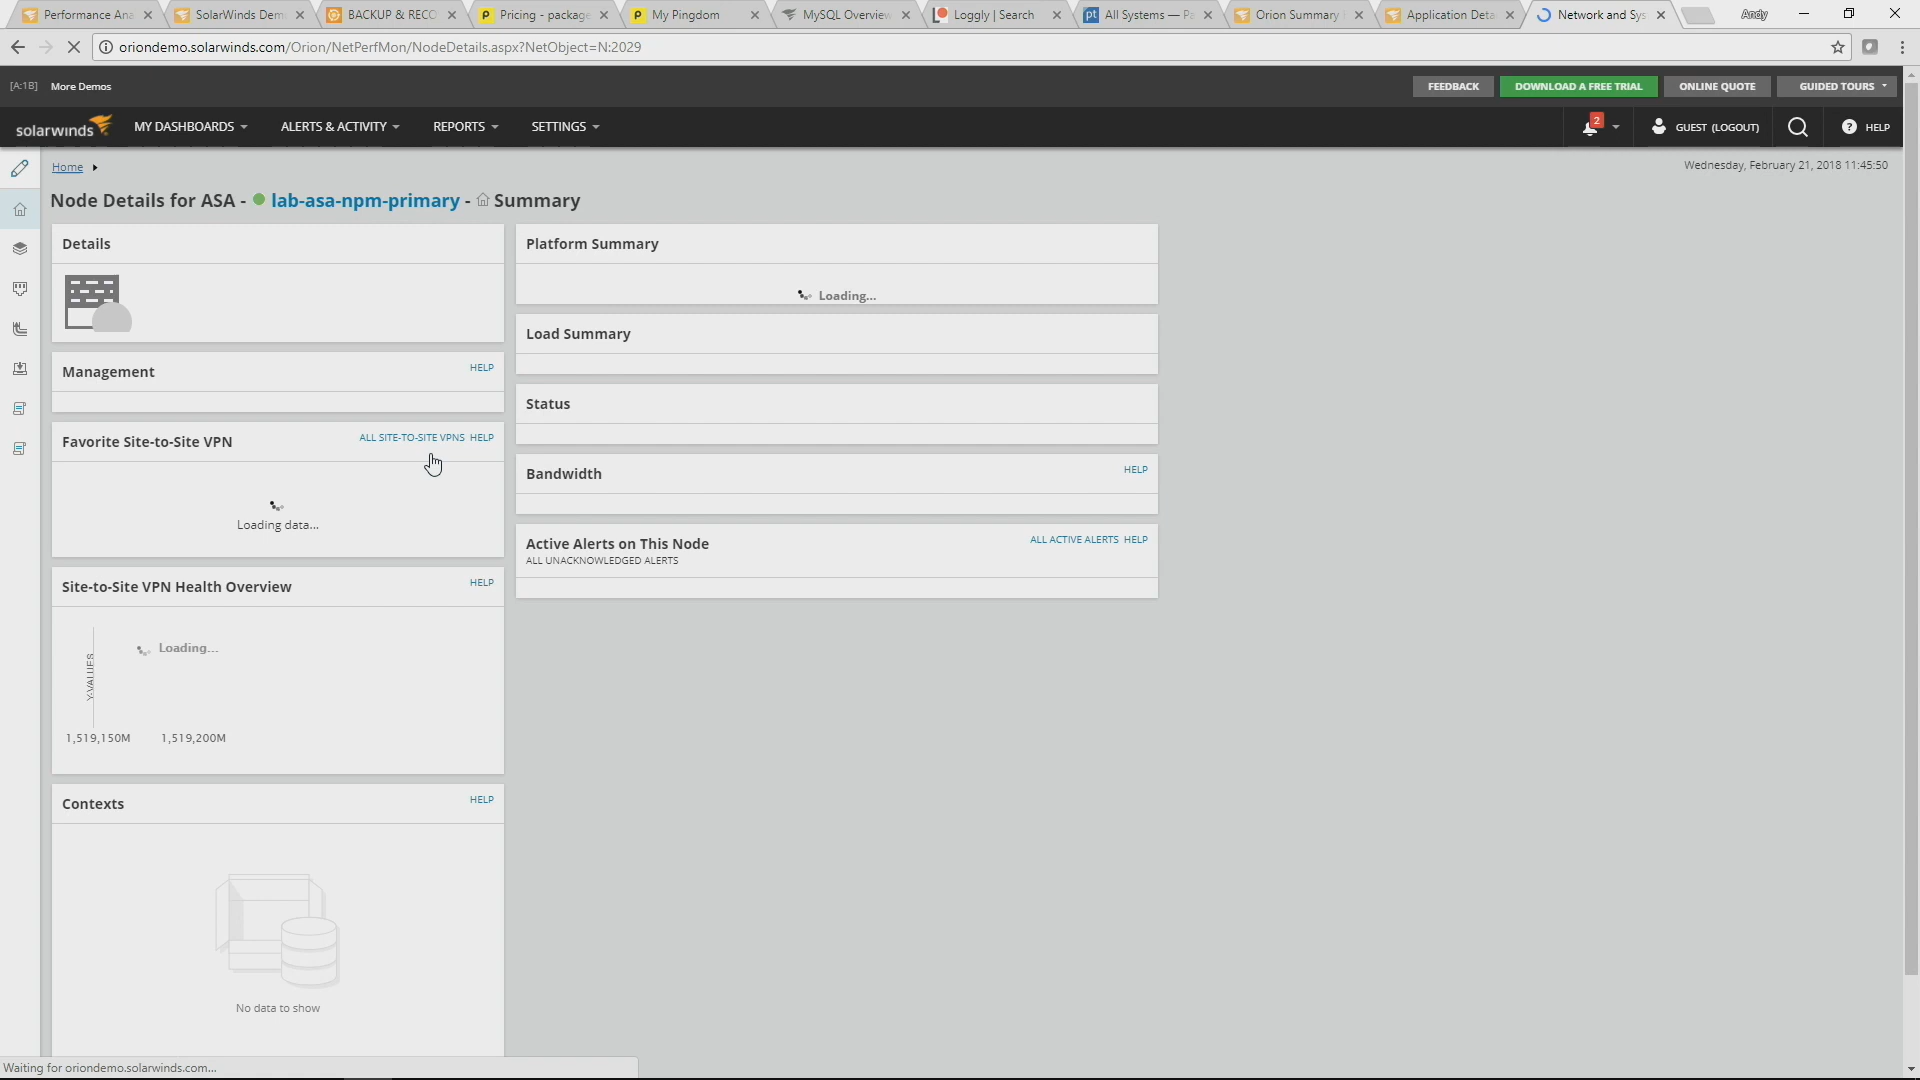 Performance Ana
SolarWinds Dem
BACKUP & RECO
Pricing - package
My Pingdom
MySQL Overview
Loggly | Search
All Systems — Pa
Orion Summary
Application Deta
Network and Sys
Andy
oriondemo.solarwinds.com/Orion/NetPerfMon/NodeDetails.aspx?NetObject=N:2029
[A:1B] More Demos
FEEDBACK
DOWNLOAD A FREE TRIAL
ONLINE QUOTE
GUIDED TOURS
solarwinds
MY DASHBOARDS
ALERTS & ACTIVITY
REPORTS
SETTINGS
2
GUEST (LOGOUT)
HELP
Home
Wednesday, February 21, 2018 11:45:50
Node Details for ASA - lab-asa-npm-primary - Summary
Details
Management
HELP
Favorite Site-to-Site VPN
ALL SITE-TO-SITE VPNS HELP
Loading data...
Site-to-Site VPN Health Overview
HELP
Loading...
Y-VALUES
1,519,150M 1,519,200M
Contexts
HELP
No data to show
Platform Summary
Loading...
Load Summary
Status
Bandwidth
HELP
Active Alerts on This Node
ALL ACTIVE ALERTS HELP
ALL UNACKNOWLEDGED ALERTS
Waiting for oriondemo.solarwinds.com...